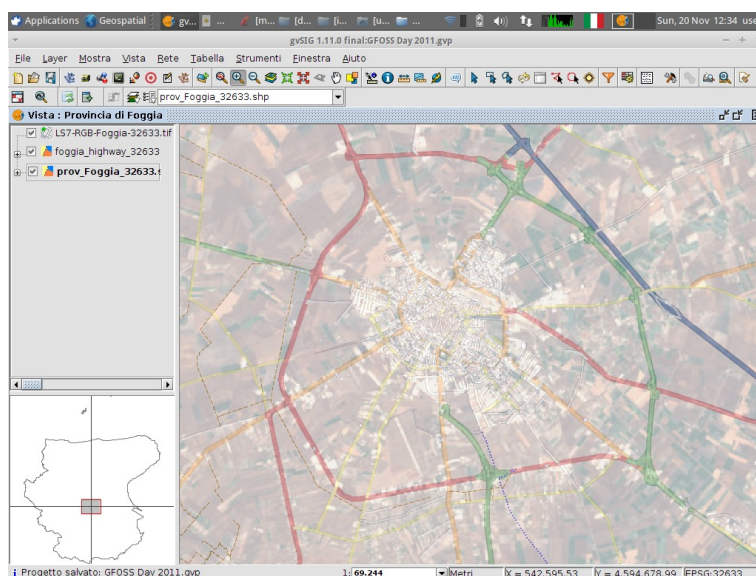 Applications Geospatial gv... [m... [d... [i... [u... Sun, 20 Nov 12:34 use
gvSIG 1.11.0 final:GFOSS Day 2011.gvp
File Layer Mostra Vista Rete Tabella Strumenti Finestra Aiuto
prov_Foggia_32633.shp
Vista : Provincia di Foggia
LS7-RGB-Foggia-32633.tif
foggia_highway_32633
prov_Foggia_32633.s
Progetto salvato: GFOSS Day 2011.gvp 1: 69.244 Metri X = 542.595,53 Y = 4.594.678,99 EPSG:32633